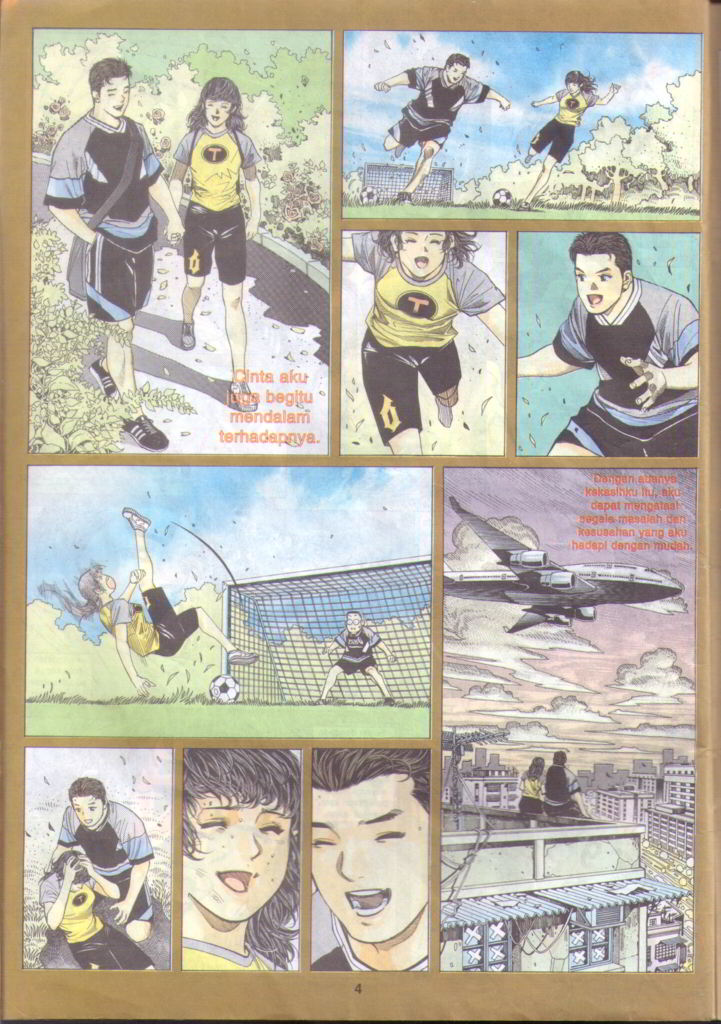 Cinta aku
juga begitu
mendalam
terhadapnya.
T
T
Dengan adanya
kekasihku itu, aku
dapat mengatasi
segala masalah dan
kesusahan yang aku
hadapi dengan mudah.
4